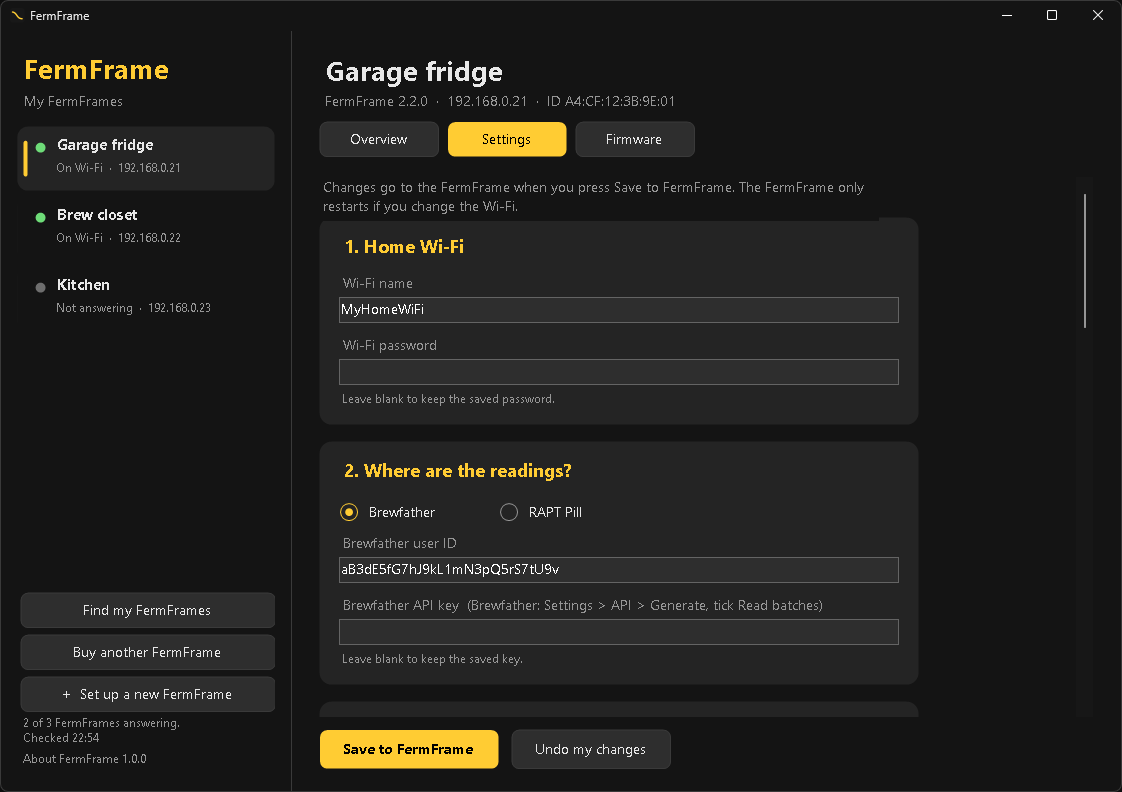 FermFrame
FermFrame
My FermFrames
Garage fridge
On Wi-Fi · 192.168.0.21
Brew closet
On Wi-Fi · 192.168.0.22
Kitchen
Not answering · 192.168.0.23
Find my FermFrames
Buy another FermFrame
+ Set up a new FermFrame
2 of 3 FermFrames answering.
Checked 22:54
About FermFrame 1.0.0
Garage fridge
FermFrame 2.2.0 · 192.168.0.21 · ID A4:CF:12:3B:9E:01
Overview Settings Firmware
Changes go to the FermFrame when you press Save to FermFrame. The FermFrame only
restarts if you change the Wi-Fi.
1. Home Wi-Fi
Wi-Fi name
MyHomeWiFi
Wi-Fi password
Leave blank to keep the saved password.
2. Where are the readings?
Brewfather RAPT Pill
Brewfather user ID
aB3dE5fG7hJ9kL1mN3pQ5rS7tU9v
Brewfather API key (Brewfather: Settings > API > Generate, tick Read batches)
Leave blank to keep the saved key.
Save to FermFrame Undo my changes